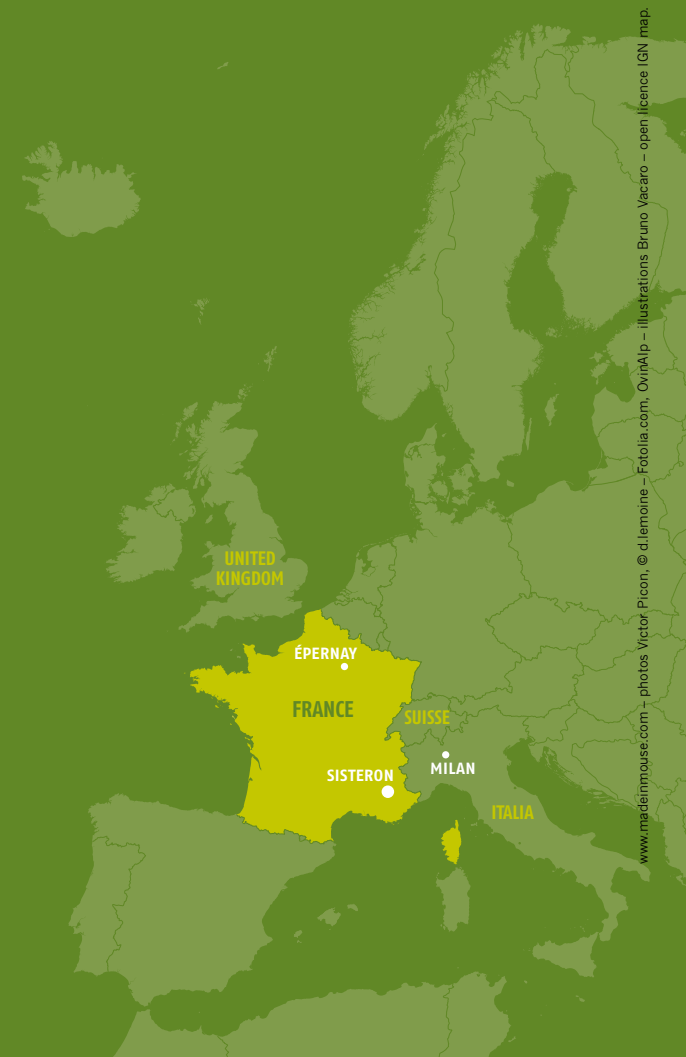 UNITED
KINGDOM
ÉPERNAY
FRANCE
SUISSE
MILAN
SISTERON
ITALIA
www.madeinmouse.com – photos Victor Picon, © d.lemoine – Fotolia.com, OvinAlp – illustrations Bruno Vacaro – open licence IGN map.